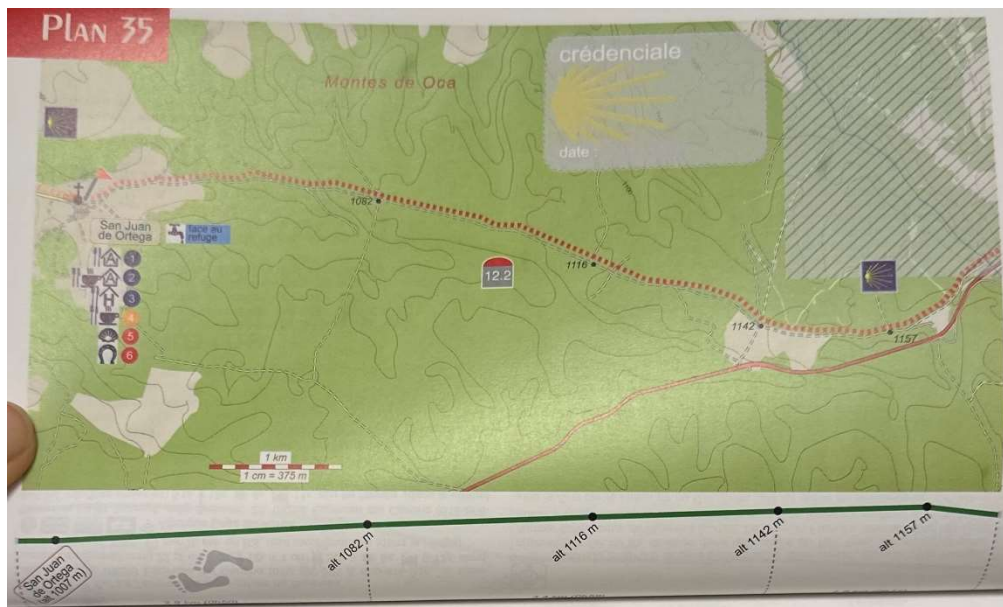 PLAN 35
Montes de Oca
crédenciale
date :
1082
San Juan
de Ortega
face au
refuge
A 1
A 2
H 3
4
5
6
12.2
1116
1142
1157
1 km
1 cm = 375 m
San Juan
de Ortega
alt 1007 m)
alt 1082 m
alt 1116 m
alt 1142 m
alt 1157 m